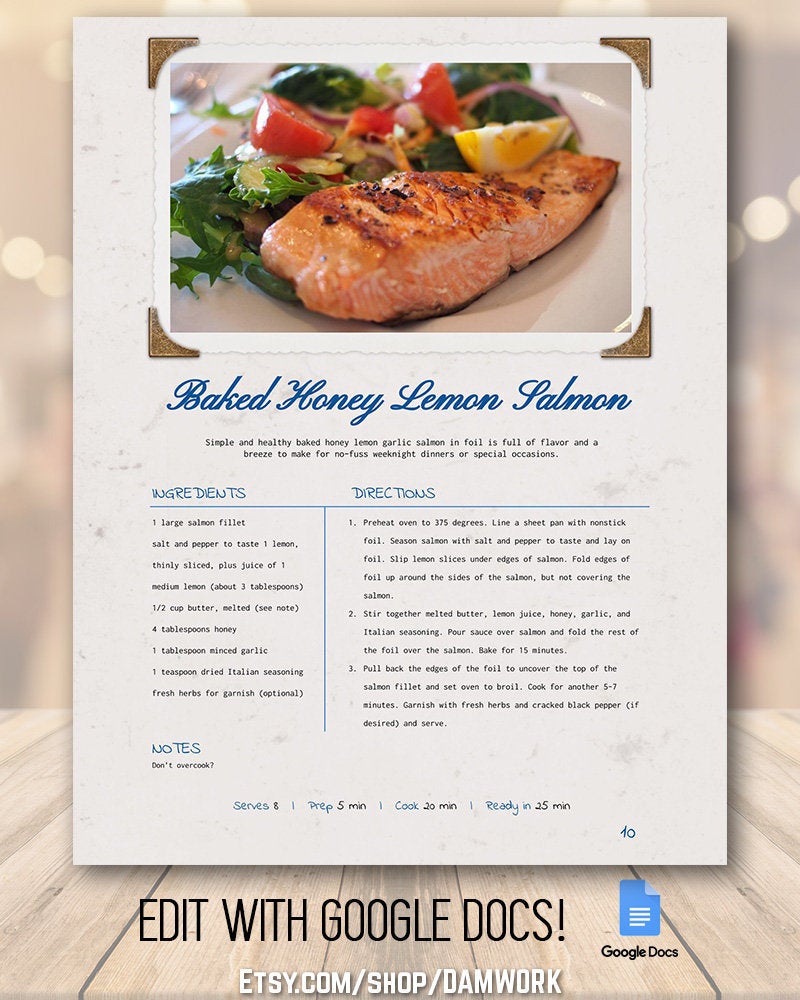 Baked Honey Lemon Salmon
Simple and healthy baked honey lemon garlic salmon in foil is full of flavor and a
breeze to make for no-fuss weeknight dinners or special occasions.
INGREDIENTS
1 large salmon fillet
salt and pepper to taste 1 lemon,
thinly sliced, plus juice of 1
medium lemon (about 3 tablespoons)
1/2 cup butter, melted (see note)
4 tablespoons honey
1 tablespoon minced garlic
1 teaspoon dried Italian seasoning
fresh herbs for garnish (optional)
DIRECTIONS
1. Preheat oven to 375 degrees. Line a sheet pan with nonstick
foil. Season salmon with salt and pepper to taste and lay on
foil. Slip lemon slices under edges of salmon. Fold edges of
foil up around the sides of the salmon, but not covering the
salmon.
2. Stir together melted butter, lemon juice, honey, garlic, and
Italian seasoning. Pour sauce over salmon and fold the rest of
the foil over the salmon. Bake for 15 minutes.
3. Pull back the edges of the foil to uncover the top of the
salmon fillet and set oven to broil. Cook for another 5-7
minutes. Garnish with fresh herbs and cracked black pepper (if
desired) and serve.
NOTES
Don't overcook?
Serves 8 | Prep 5 min | Cook 20 min | Ready in 25 min
10
EDIT WITH GOOGLE DOCS!
Google Docs
ETSY.COM/SHOP/DAMWORK